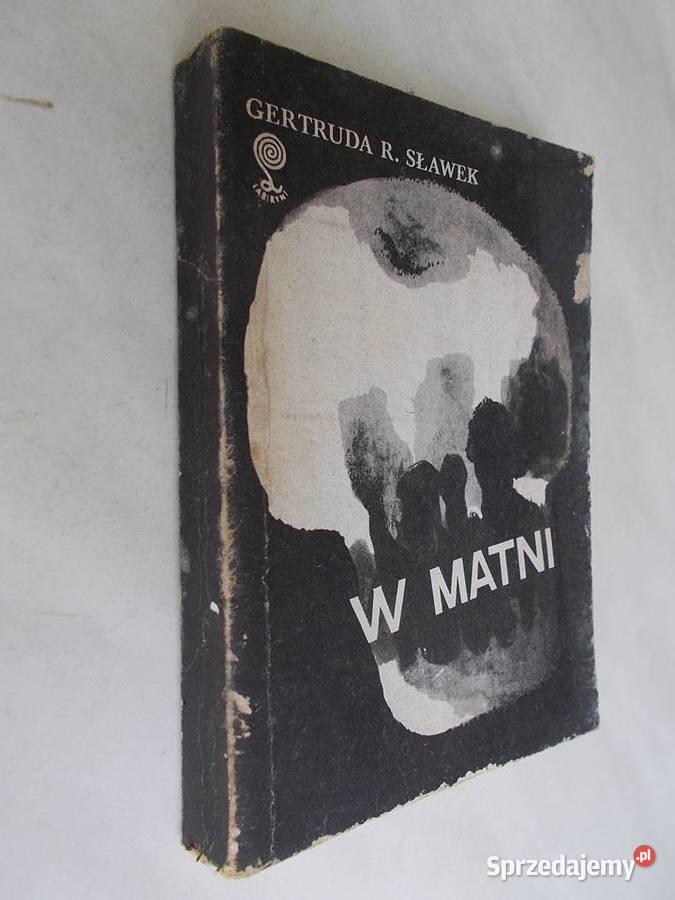 GERTRUDA R. SŁAWEK
LABIRYNT
W MATNI
Sprzedajemy.pl